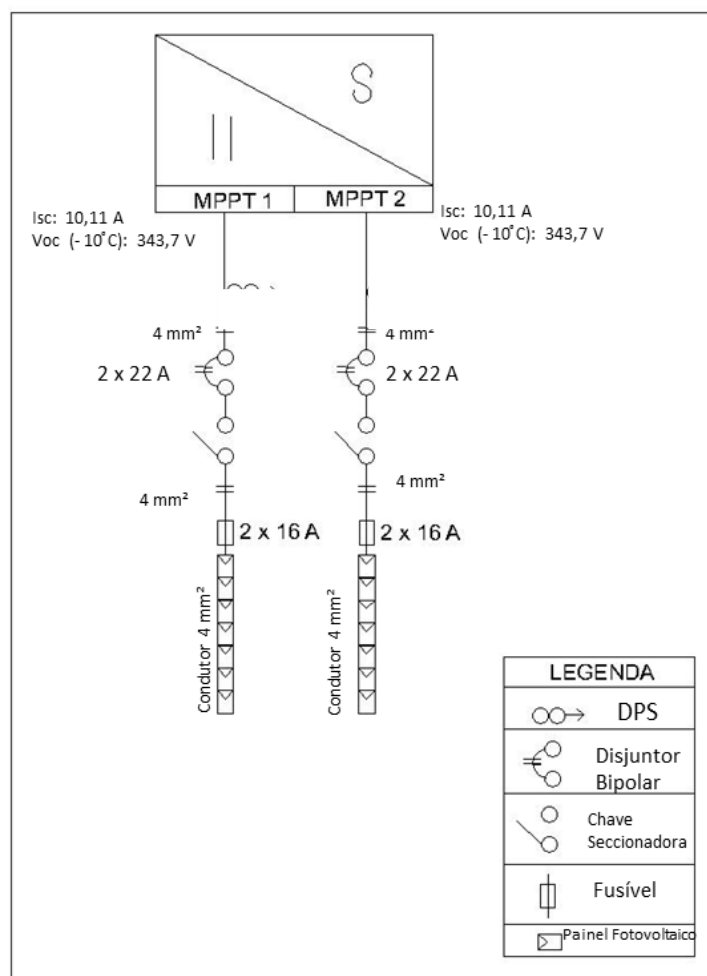 S
MPPT 1
MPPT 2
Isc: 10,11 A
Voc (- 10°C): 343,7 V
Isc: 10,11 A
Voc (- 10°C): 343,7 V
4 mm²
4 mm²
2 x 22 A
2 x 22 A
4 mm²
4 mm²
2 x 16 A
2 x 16 A
Condutor 4 mm²
Condutor 4 mm²
LEGENDA
DPS
Disjuntor
Bipolar
Chave
Seccionadora
Fusível
Painel Fotovoltaico